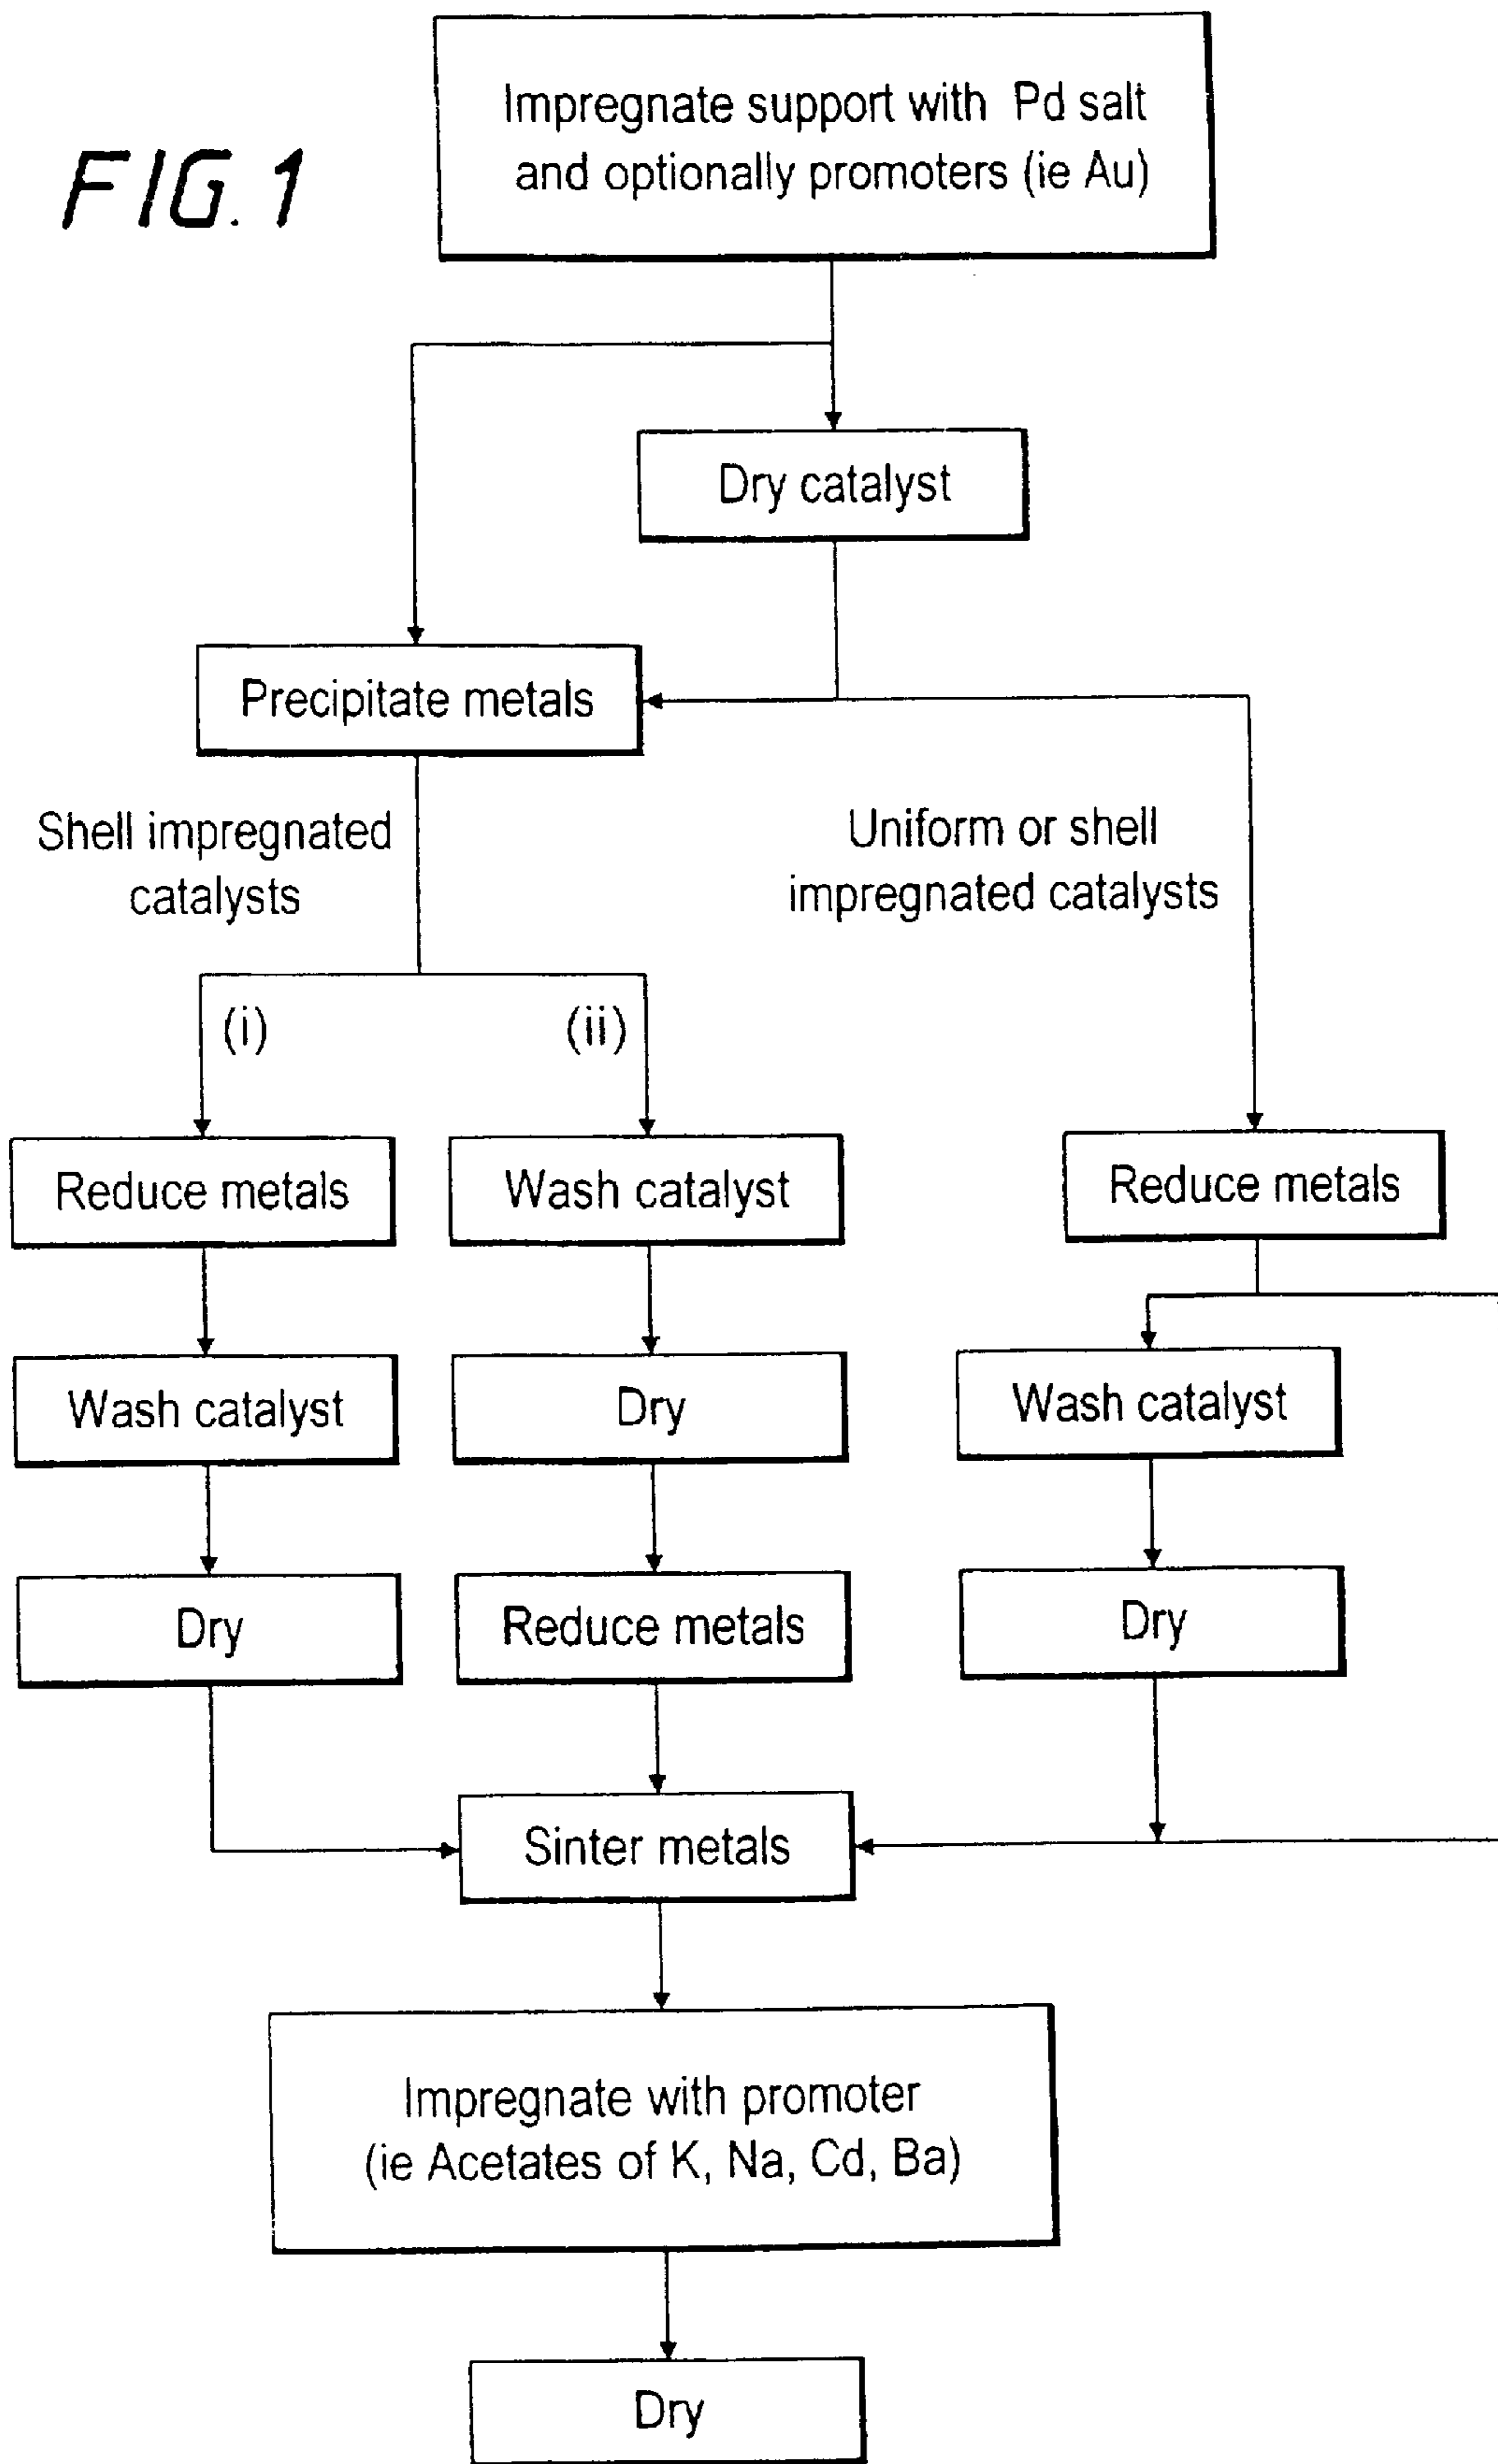 FIG. 1
Impregnate support with Pd salt
and optionally promoters (ie Au)
Dry catalyst
Precipitate metals
Shell impregnated
catalysts
Uniform or shell
impregnated catalysts
(i)
(ii)
Reduce metals
Wash catalyst
Reduce metals
Wash catalyst
Dry
Wash catalyst
Dry
Reduce metals
Dry
Sinter metals
Impregnate with promoter
(ie Acetates of K, Na, Cd, Ba)
Dry